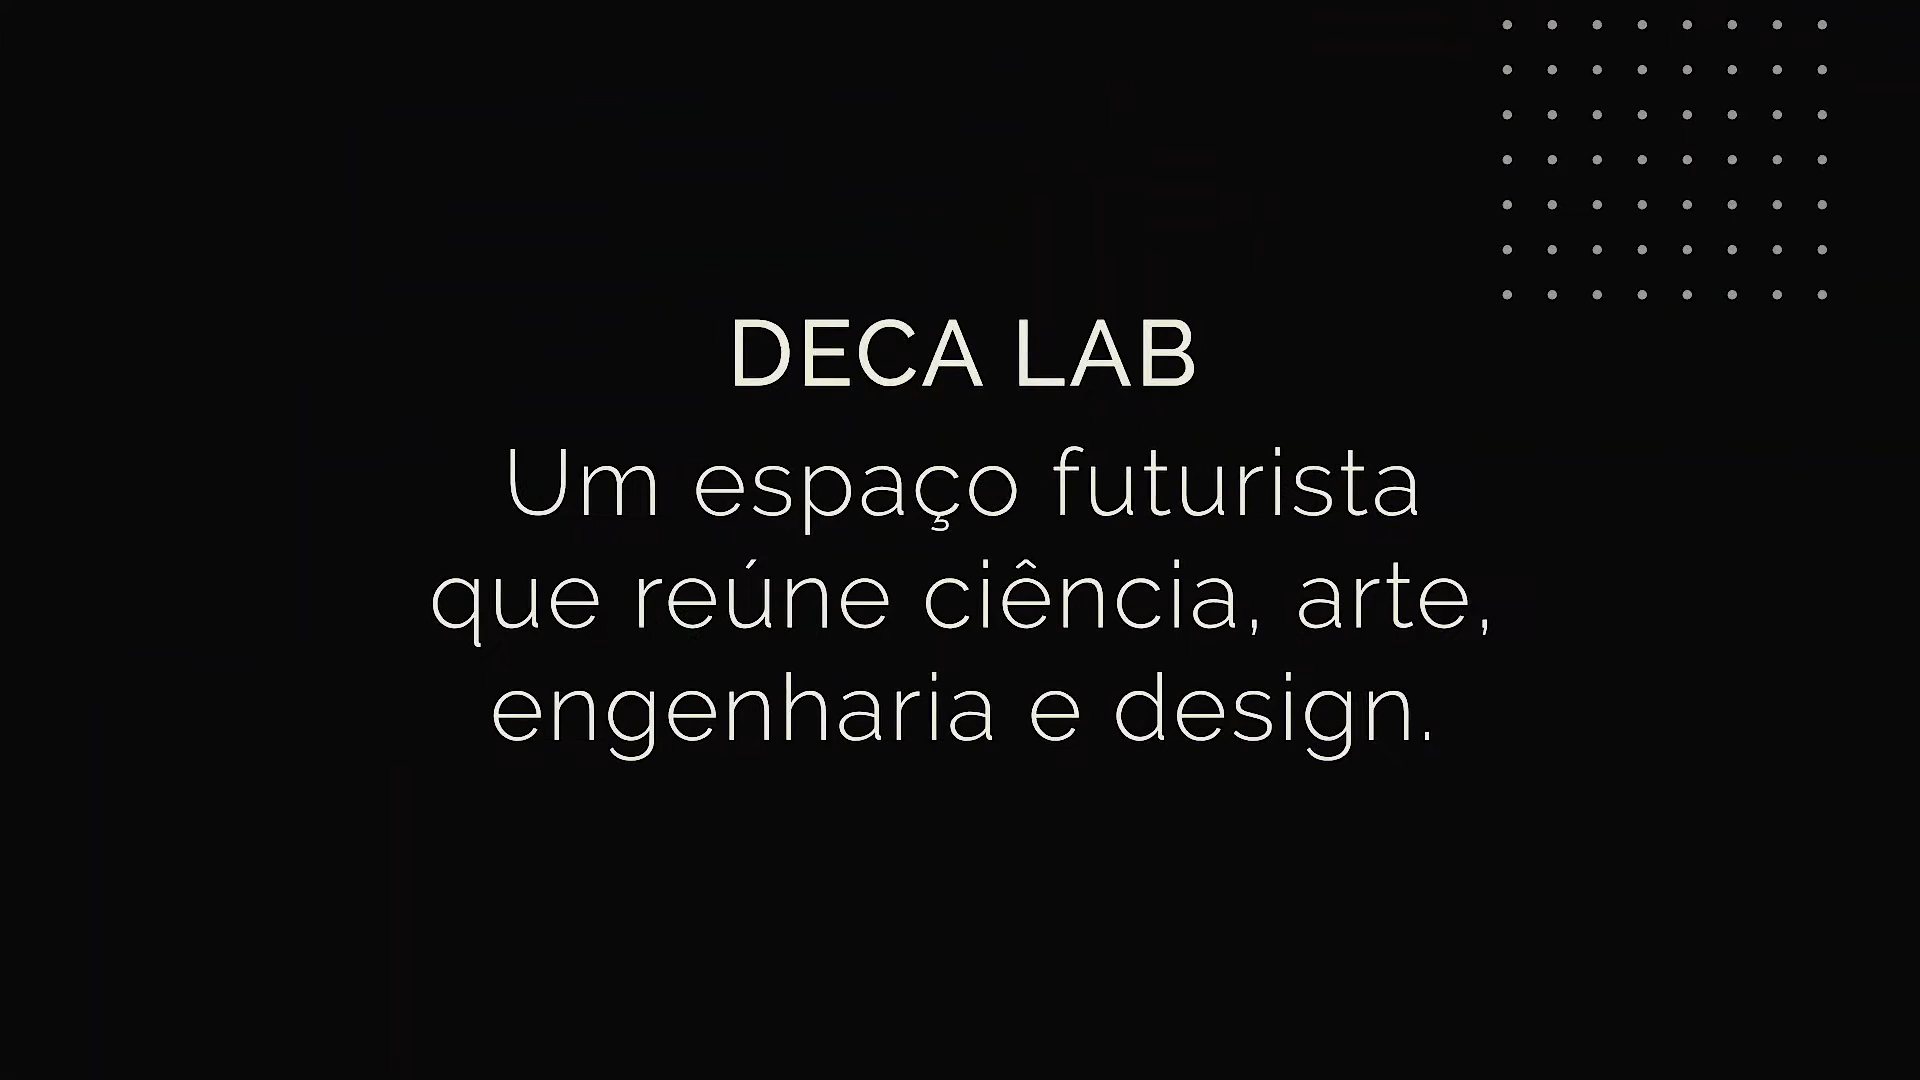 DECA LAB
Um espaço futurista
que reúne ciência, arte,
engenharia e design.